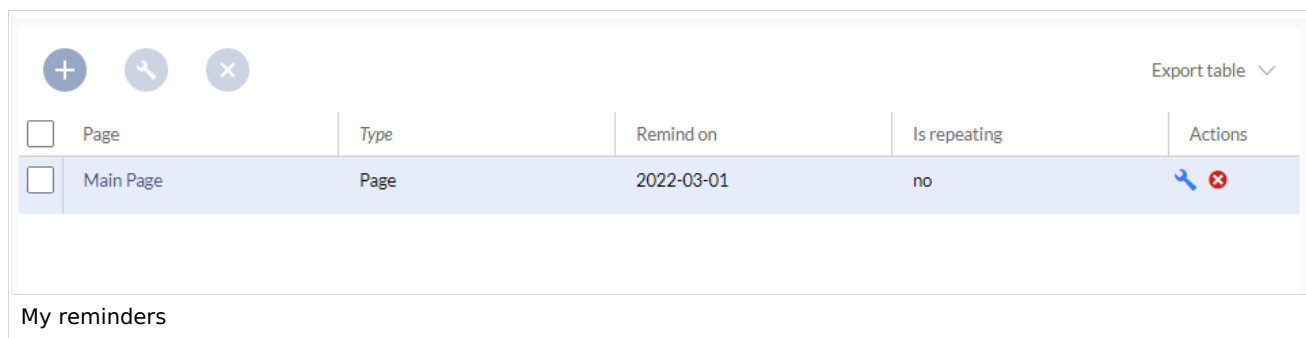 Export table
Page Type Remind on Is repeating Actions
Main Page Page 2022-03-01 no
My reminders